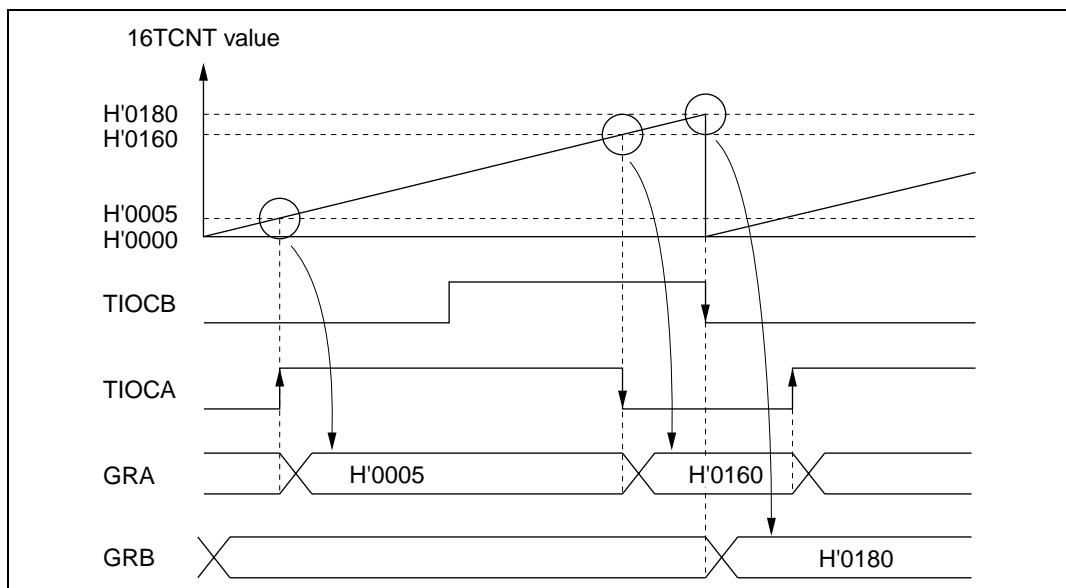 16TCNT value
H'0180
H'0160
H'0005
H'0000
TIOCB
TIOCA
GRA H'0005 H'0160
GRB H'0180